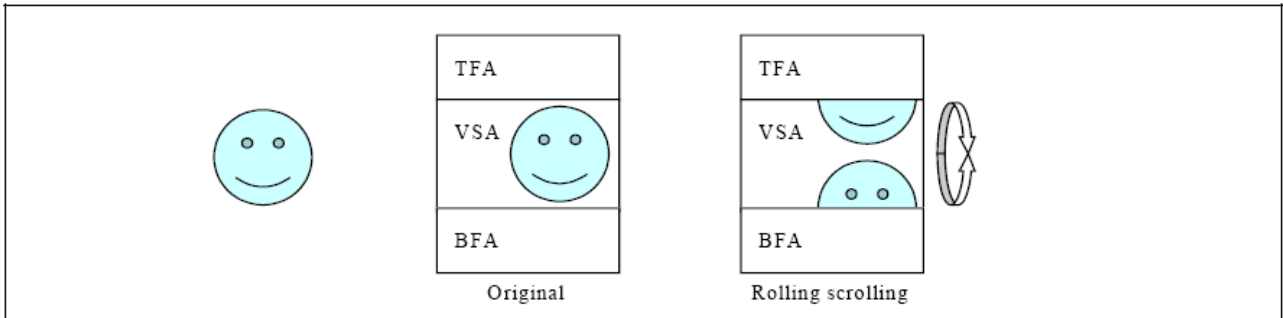 TFA
VSA
BFA
Original
TFA
VSA
BFA
Rolling scrolling